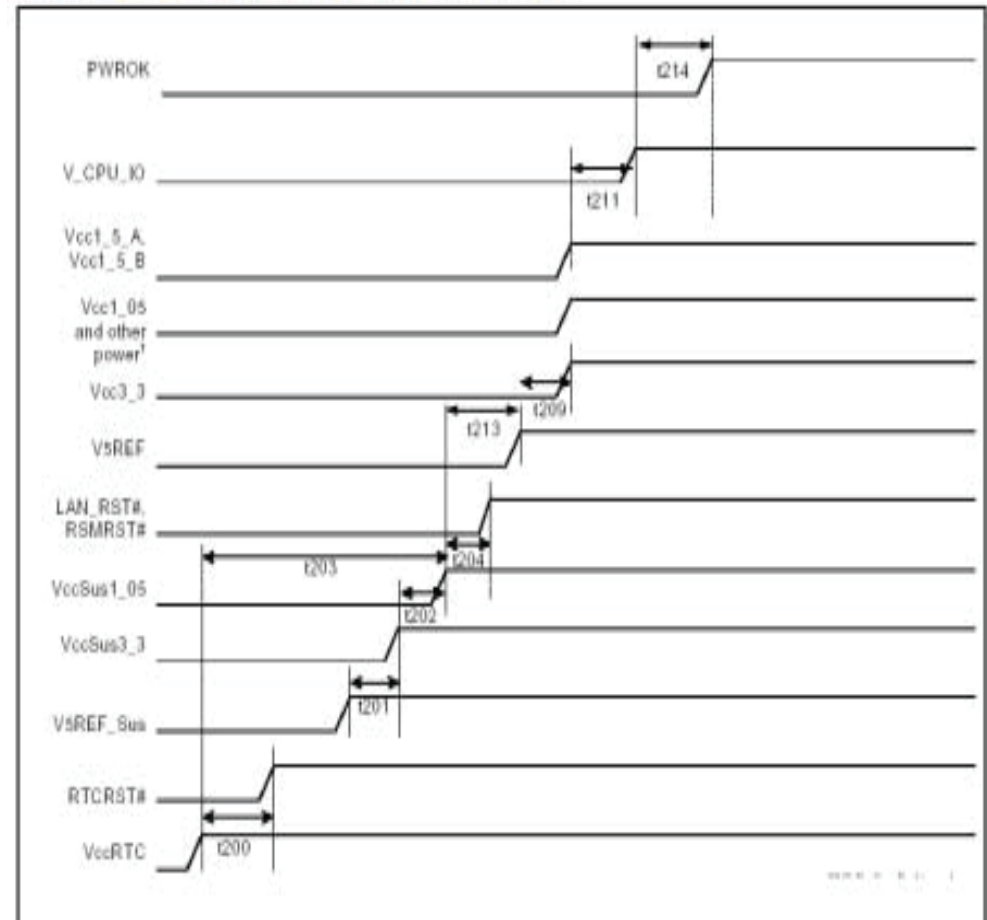 PWROK
t214
V_CPU_IO
t211
Vcc1_5_A,
Vcc1_5_B
Vcc1_05
and other
power†
Vcc3_3
t209
t213
V5REF
LAN_RST#,
RSMRST#
t203
t204
VccSus1_05
t202
VccSus3_3
t201
V5REF_Sus
RTCRST#
t200
VccRTC